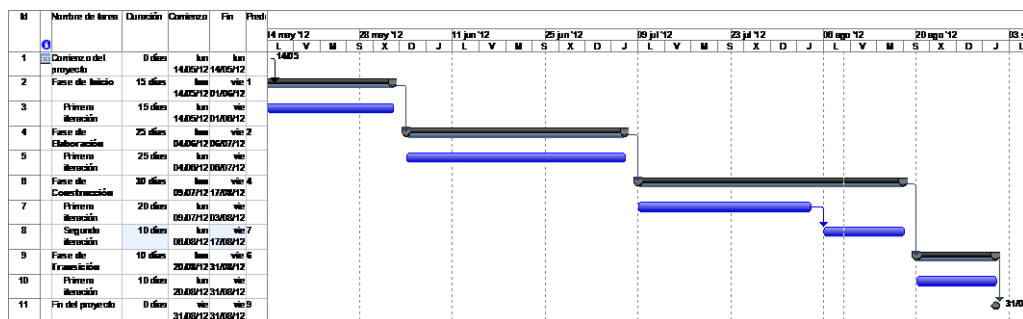 Id Nombre de tarea Duración Comienzo Fin Pred
14 may '12 28 may '12 11 jun '12 25 jun '12 09 jul '12 23 jul '12 06 ago '12 20 ago '12 03 s
L V M S X D J L V M S X D J L V M S X D J L V M S X D J L
1 Comienzo del proyecto 0 días lun 14/05/12 lun 14/05/12
14/05
2 Fase de Inicio 15 días lun 14/05/12 vie 01/06/12 1
3 Primera iteración 15 días lun 14/05/12 vie 01/06/12
4 Fase de Elaboración 25 días lun 04/06/12 vie 06/07/12 2
5 Primera iteración 25 días lun 04/06/12 vie 06/07/12
6 Fase de Construcción 30 días lun 09/07/12 vie 17/08/12 4
7 Primera iteración 20 días lun 09/07/12 vie 03/08/12
8 Segunda iteración 10 días lun 06/08/12 vie 17/08/12 7
9 Fase de Transición 10 días lun 20/08/12 vie 31/08/12 6
10 Primera iteración 10 días lun 20/08/12 vie 31/08/12
11 Fin del proyecto 0 días vie 31/08/12 vie 31/08/12 9
31/0